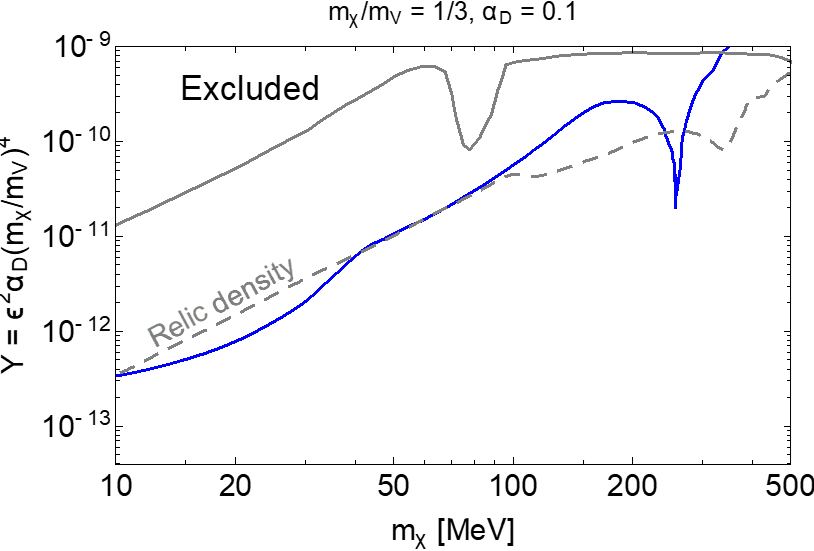 mχ/mV = 1/3, αD = 0.1
10-9
Excluded
10-10
10-11
Relic density
10-12
10-13
Y = ϵ2αD(mχ/mV)4
10 20 50 100 200 500
mχ [MeV]